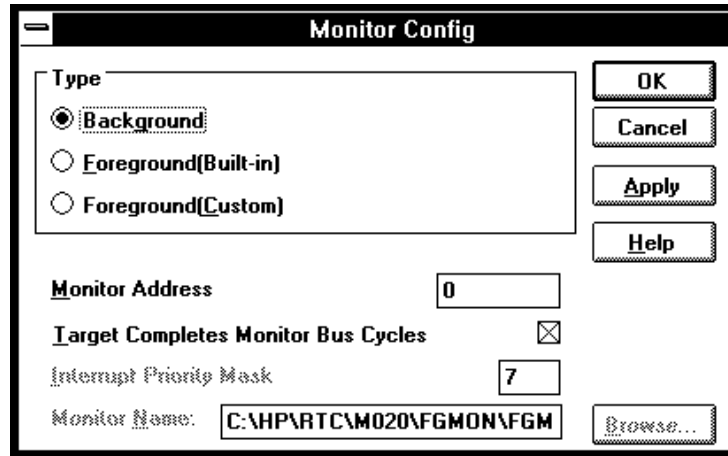 Monitor Config
Type
Background
Foreground(Built-in)
Foreground(Custom)
OK
Cancel
Apply
Help
Monitor Address 0
Target Completes Monitor Bus Cycles
Interrupt Priority Mask 7
Monitor Name: C:\HP\RTC\M020\FGMON\FGM Browse...